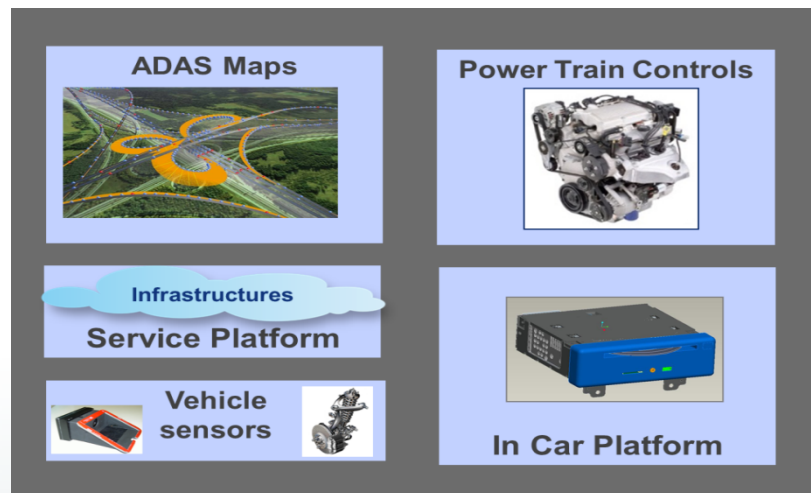 ADAS Maps
Power Train Controls
Infrastructures
Service Platform
Vehicle
sensors
In Car Platform